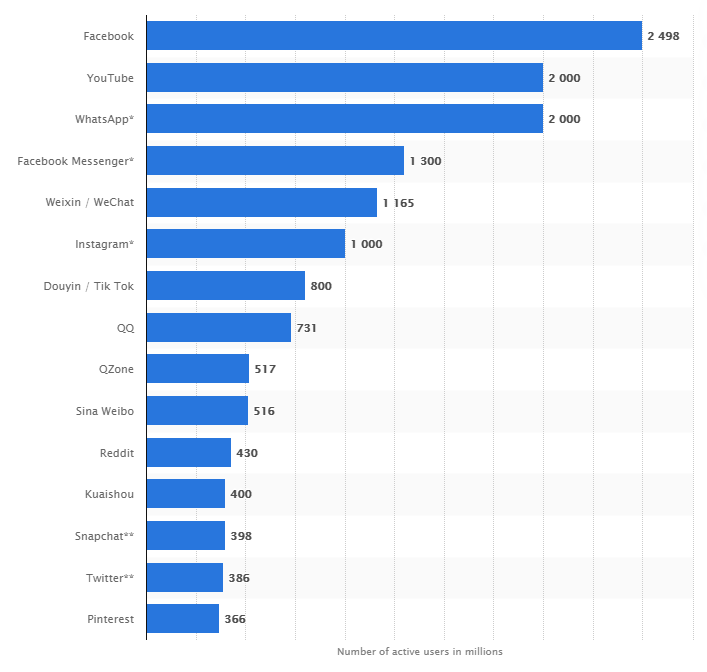 Facebook 2 498
YouTube 2 000
WhatsApp* 2 000
Facebook Messenger* 1 300
Weixin / WeChat 1 165
Instagram* 1 000
Douyin / Tik Tok 800
QQ 731
QZone 517
Sina Weibo 516
Reddit 430
Kuaishou 400
Snapchat** 398
Twitter** 386
Pinterest 366
Number of active users in millions